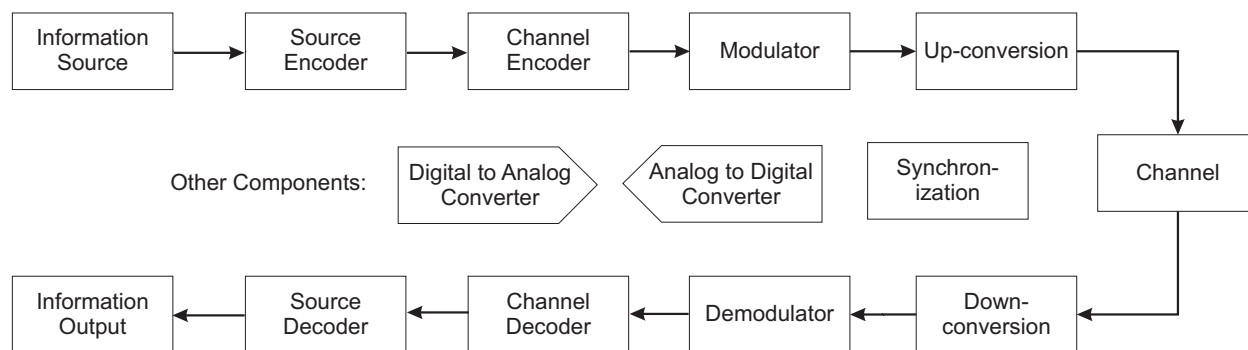 Information
Source
Source
Encoder
Channel
Encoder
Modulator
Up-conversion
Other Components:
Digital to Analog
Converter
Analog to Digital
Converter
Synchron-
ization
Channel
Information
Output
Source
Decoder
Channel
Decoder
Demodulator
Down-
conversion